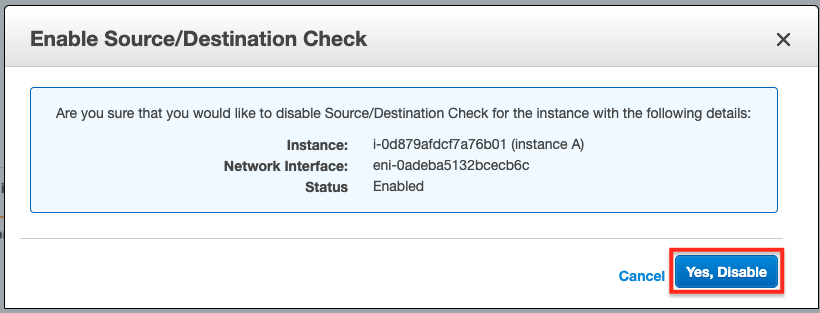 Enable Source/Destination Check
Are you sure that you would like to disable Source/Destination Check for the instance with the following details:
Instance: i-0d879afdcf7a76b01 (instance A)
Network Interface: eni-0adeba5132bcecb6c
Status Enabled
Cancel Yes, Disable